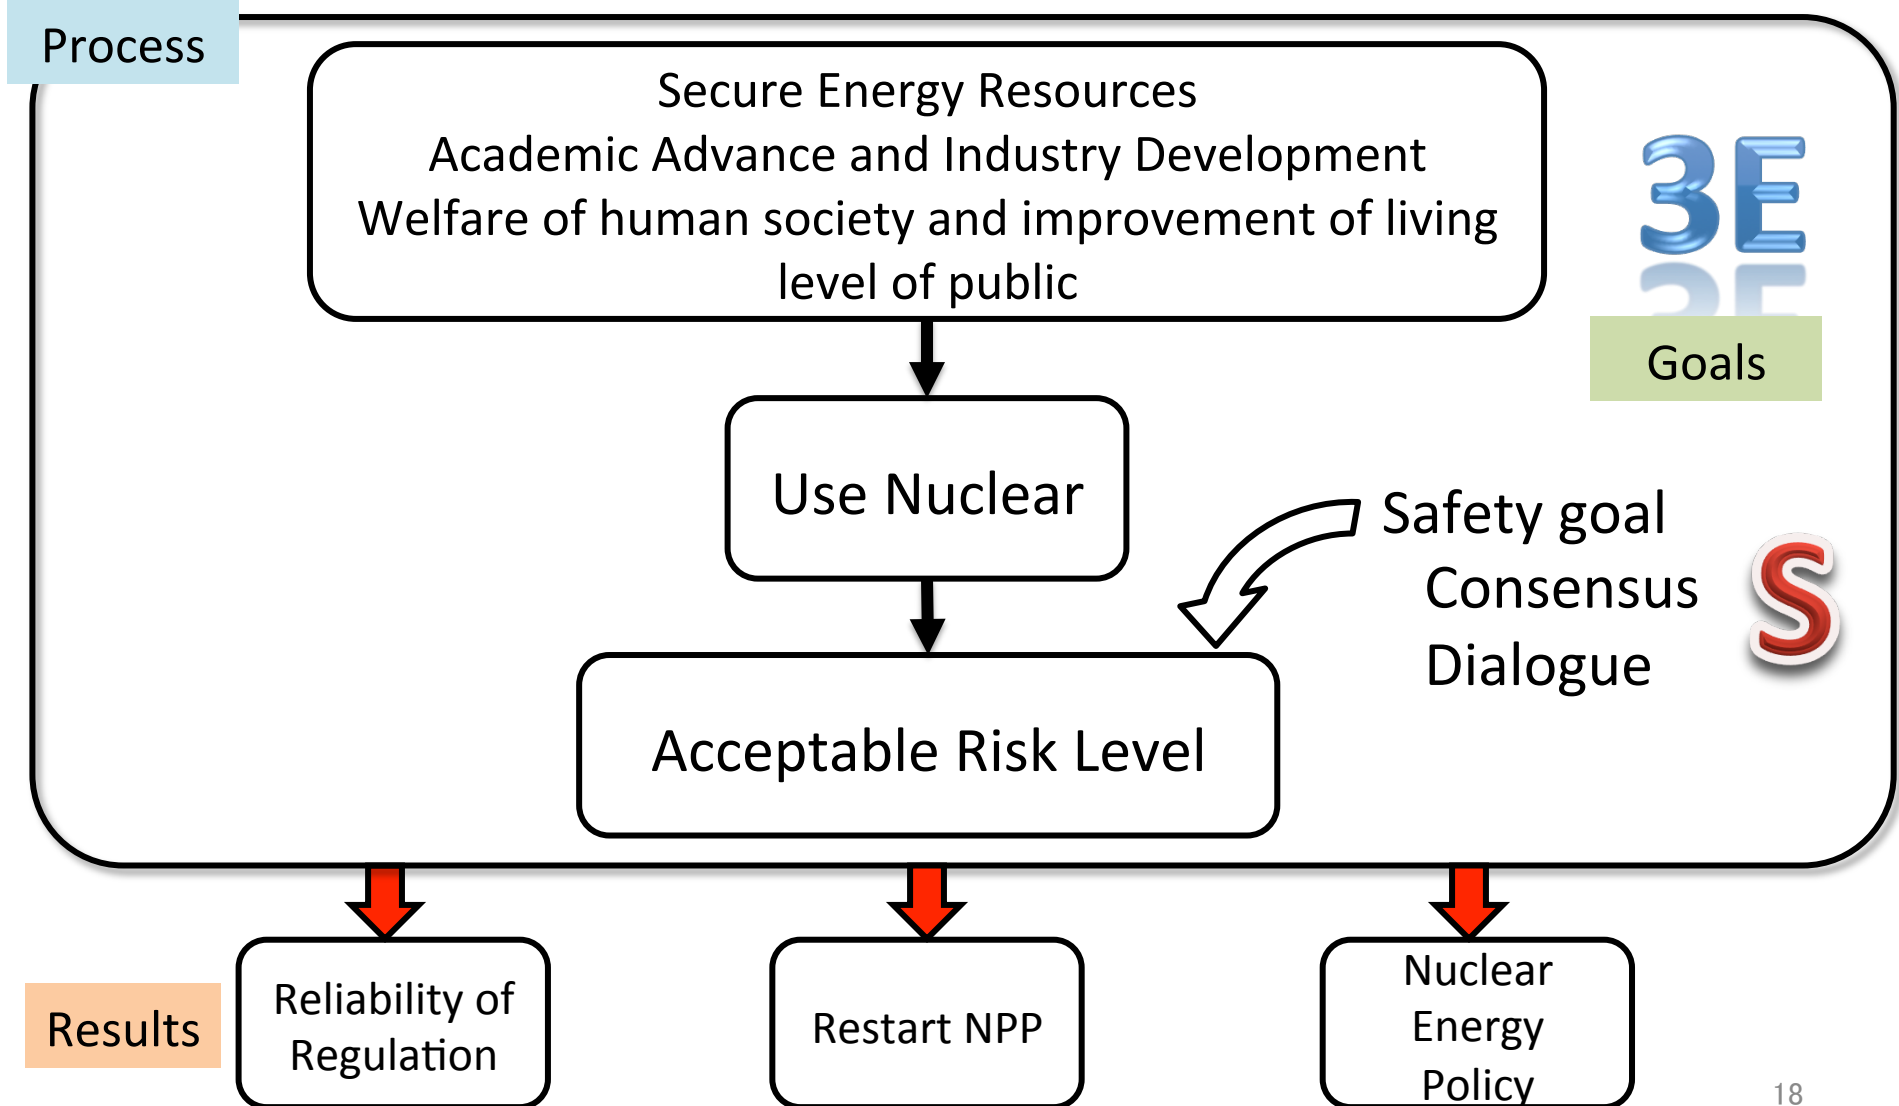 Process
Secure Energy Resources
Academic Advance and Industry Development
Welfare of human society and improvement of living
level of public
3E
Goals
Use Nuclear
Safety goal
Consensus
Dialogue
S
Acceptable Risk Level
Results
Reliability of
Regulation
Restart NPP
Nuclear
Energy
Policy
18